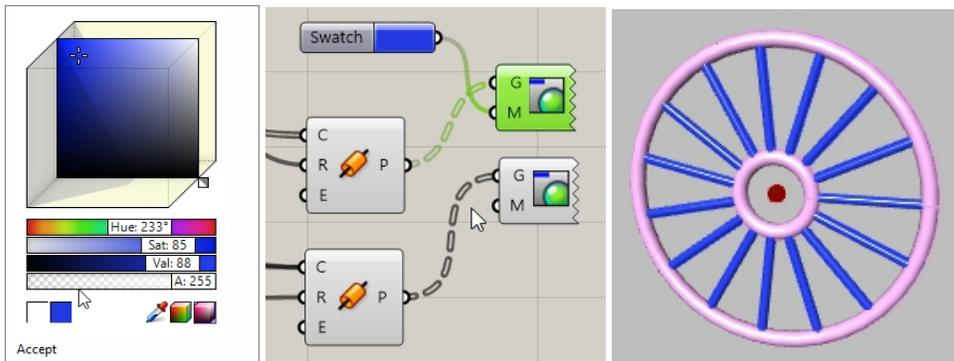 Hue: 233°
Sat: 85
Val: 88
A: 255
Accept
Swatch
G
M
C
R P
E
G
M
C
R P
E